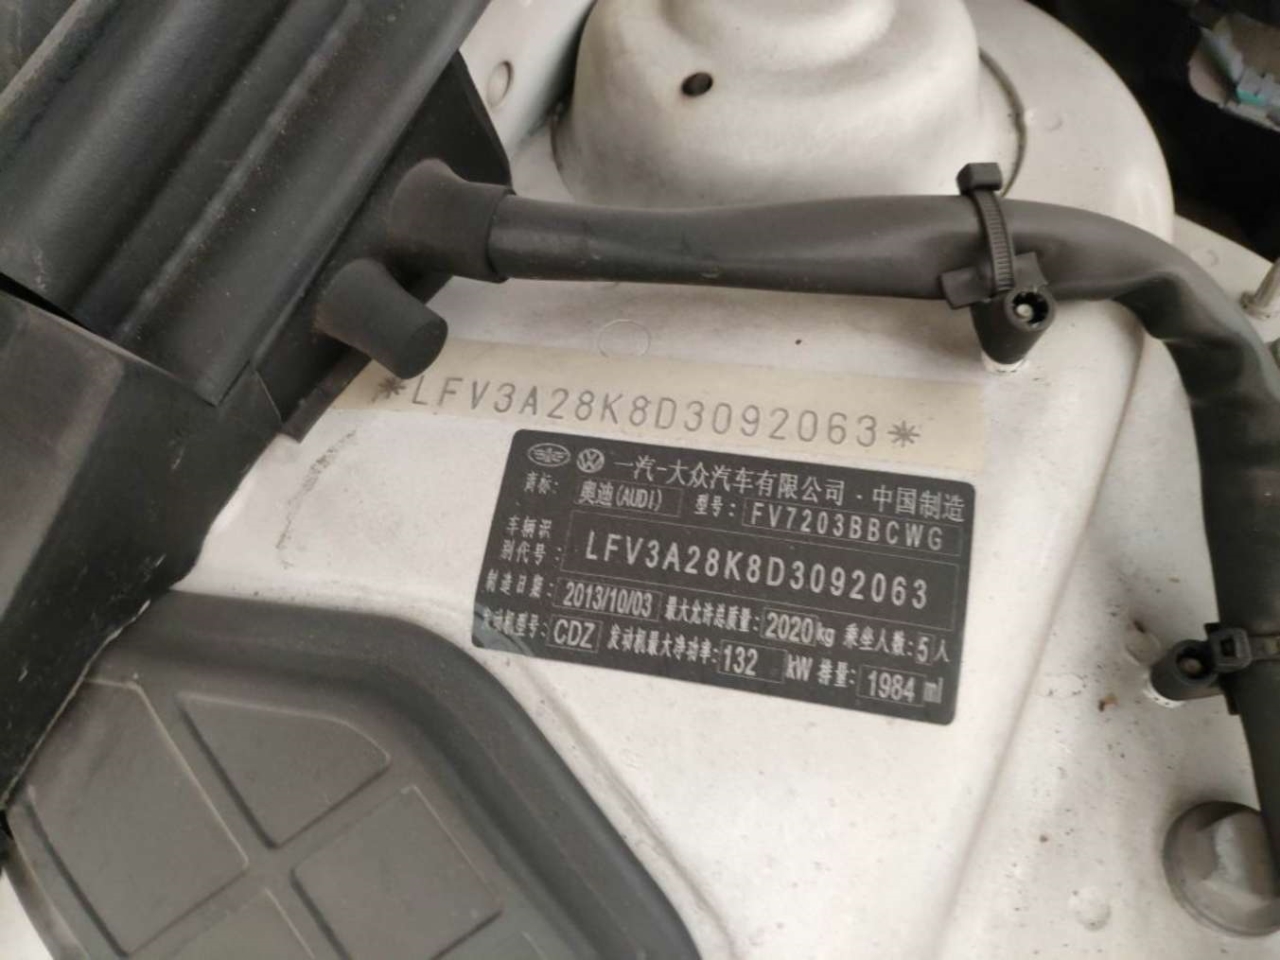 *LFV3A28K8D3092063*
一汽-大众汽车有限公司·中国制造
商标: 奥迪(AUDI) 型号: FV7203BBCWG
车辆识
别代号: LFV3A28K8D3092063
制造日期: 2013/10/03 最大允许总质量: 2020kg 乘坐人数: 5人
发动机型号: CDZ 发动机最大净功率: 132 kW 排量: 1984 ml